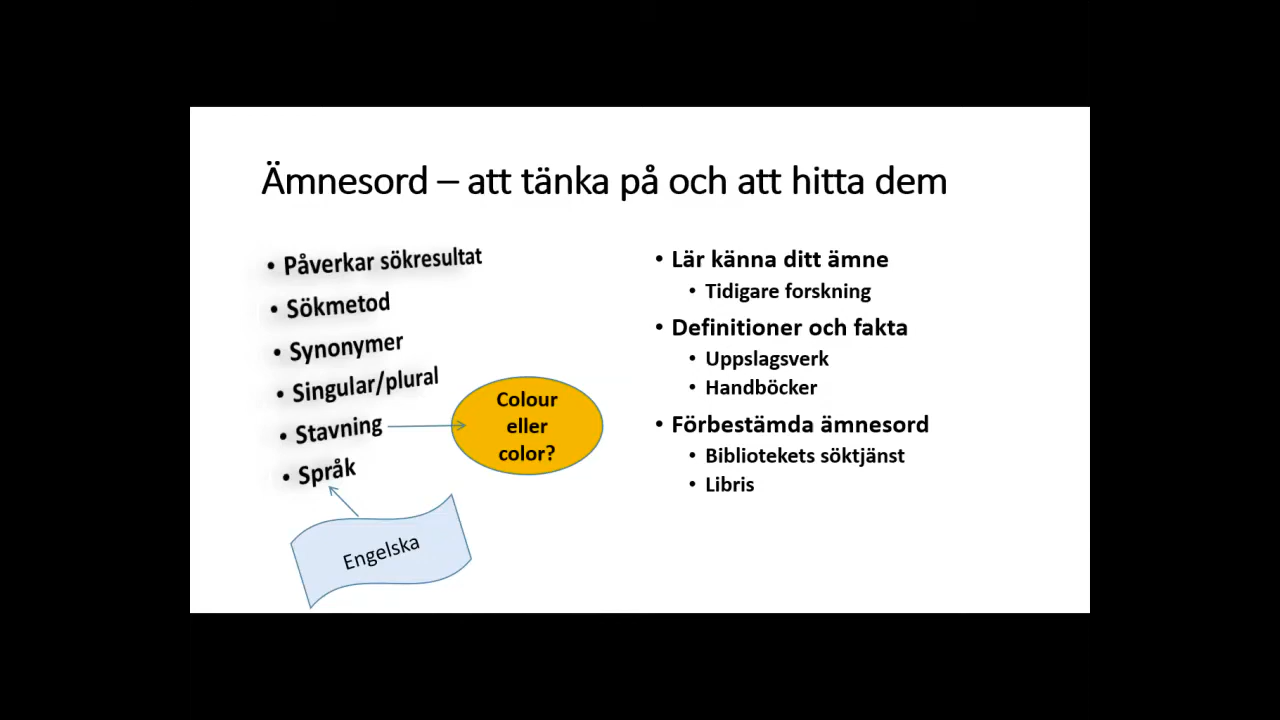 Ämnesord – att tänka på och att hitta dem
• Påverkar sökresultat
• Sökmetod
• Synonymer
• Singular/plural
• Stavning
• Språk
Colour
eller
color?
Engelska
• Lär känna ditt ämne
• Tidigare forskning
• Definitioner och fakta
• Uppslagsverk
• Handböcker
• Förbestämda ämnesord
• Bibliotekets söktjänst
• Libris